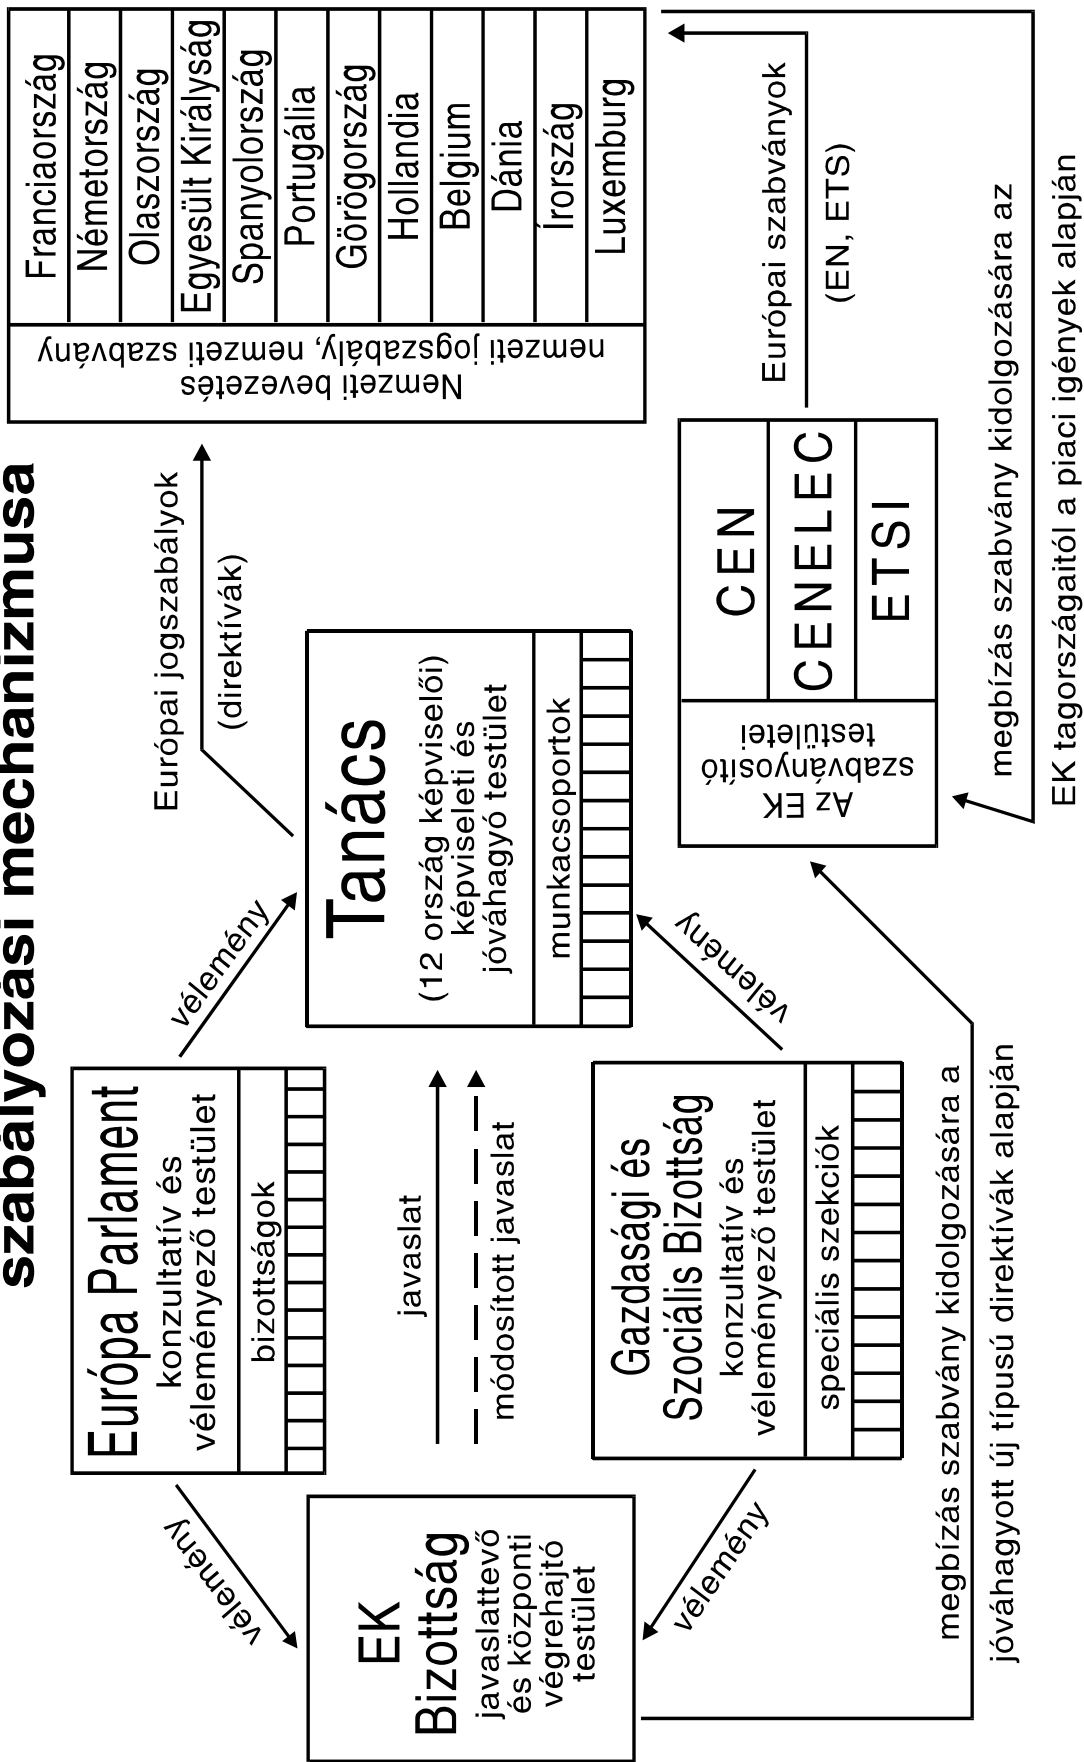 szabályozási mechanizmusa
EK
Bizottság
javaslattevő
és központi
végrehajtó
testület
vélemény
vélemény
Európa Parlament
konzultatív és
véleményező testület
bizottságok
javaslat
módosított javaslat
Gazdasági és
Szociális Bizottság
konzultatív és
véleményező testület
speciális szekciók
vélemény
vélemény
Tanács
(12 ország képviselői)
képviseleti és
jóváhagyó testület
munkacsoportok
Európai jogszabályok
(direktívák)
megbízás szabvány kidolgozására a
jóváhagyott új típusú direktívák alapján
Az EK
szabványosító
testületei
CEN
CENELEC
ETSI
Európai szabványok
(EN, ETS)
megbízás szabvány kidolgozására az
EK tagországaitól a piaci igények alapján
Nemzeti bevezetés
nemzeti jogszabály, nemzeti szabvány
Franciaország
Németország
Olaszország
Egyesült Királyság
Spanyolország
Portugália
Görögország
Hollandia
Belgium
Dánia
Írország
Luxemburg